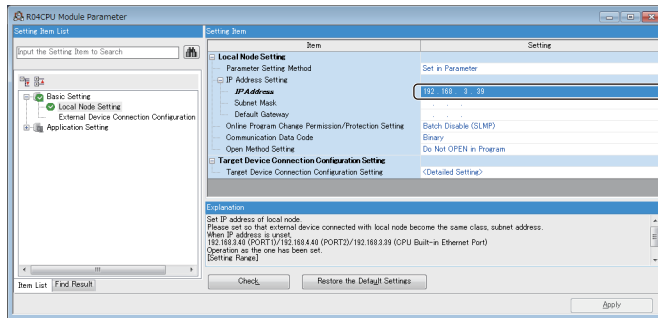 R04CPU Module Parameter
Setting Item List
Input the Setting Item to Search
Basic Setting
Local Node Setting
External Device Connection Configuration
Application Setting
Item List
Find Result
Setting Item
Item
Setting
Local Node Setting
Parameter Setting Method
Set in Parameter
IP Address Setting
IP Address
192 . 168 . 3 . 39
Subnet Mask
. . .
Default Gateway
. . .
Online Program Change Permission/Protection Setting
Batch Disable (SLMP)
Communication Data Code
Binary
Open Method Setting
Do Not OPEN in Program
Target Device Connection Configuration Setting
Target Device Connection Configuration Setting
<Detailed Setting>
Explanation
Set IP address of local node.
Please set so that external device connected with local node become the same class, subnet address.
When IP address is unset,
192.168.3.40 (PORT1)/192.168.4.40 (PORT2)/192.168.3.39 (CPU Built-in Ethernet Port)
Operation as the one has been set.
[Setting Range]
Check
Restore the Default Settings
Apply